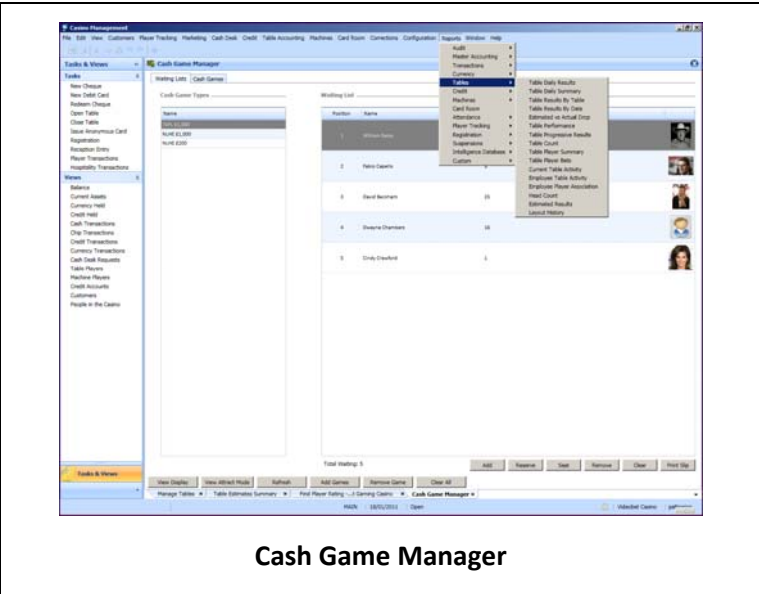 Casino Management
File Edit View Customers Player Tracking Marketing Cash Desk Credit Table Accounting Machines Card Room Corrections Configuration Reports Window Help
Tasks & Views
Cash Game Manager
Tasks
New Cheque
New Debit Card
Redeem Cheque
Open Table
Close Table
Issue Anonymous Card
Registration
Reception Entry
Player Transactions
Hospitality Transactions
Views
Balance
Current Assets
Currency Held
Credit Held
Cash Transactions
Chip Transactions
Credit Transactions
Currency Transactions
Cash Desk Requests
Table Players
Machine Players
Credit Accounts
Customers
People in the Casino
Tasks & Views
Waiting Lists Cash Games
Cash Game Types
Name
NLHE £1,000
NLHE £200
Waiting List
Position Name
1
2
3 David Beckham 25
4 Dwayne Chambers 16
5 Cindy Crawford
Audit
Master Accounting
Transactions
Currency
Tables
Credit
Machines
Card Room
Attendance
Player Tracking
Registration
Suspensions
Intelligence Database
Custom
Table Daily Results
Table Daily Summary
Table Results By Table
Table Results By Date
Estimated vs Actual Drop
Table Performance
Table Progressive Results
Table Count
Table Player Summary
Table Player Bets
Current Table Activity
Employee Table Activity
Employee Player Association
Head Count
Estimated Results
Layout History
Total Waiting: 5
Add Reserve Seat Remove Clear Print Slip
View Display View Attract Mode Refresh Add Games Remove Game Clear All
Manage Tables Table Estimates Summary Find Player Rating -...l Gaming Casino Cash Game Manager
MAIN 18/01/2011 Open
Cash Game Manager